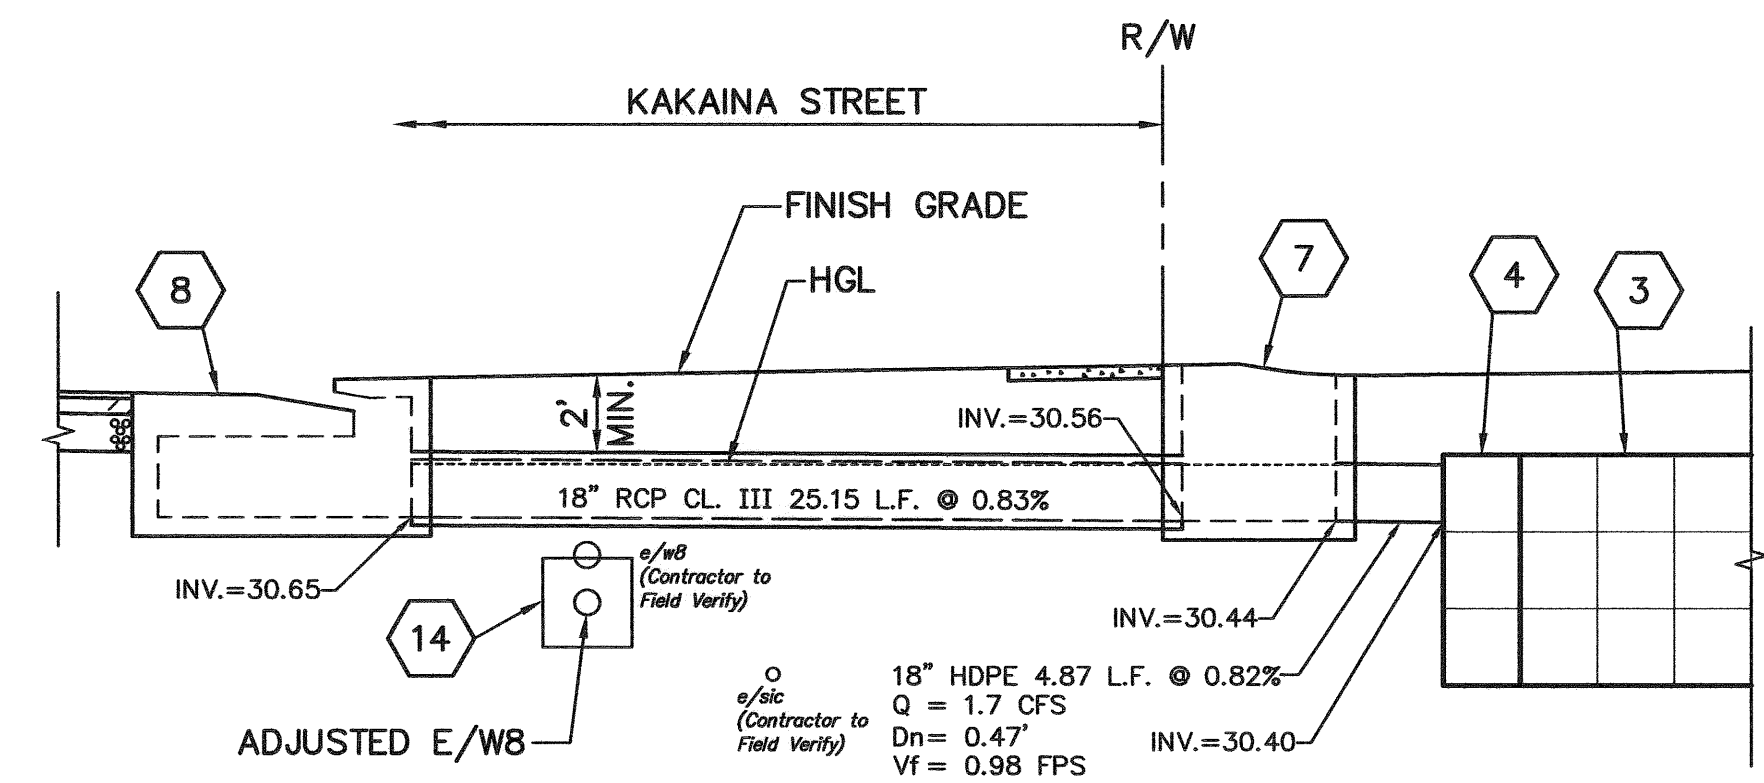 R/W
KAKAINA STREET
FINISH GRADE
HGL
8
7
4
3
2'
MIN.
INV.=30.56
18" RCP CL. III 25.15 L.F. @ 0.83%
INV.=30.65
e/w8
(Contractor to
Field Verify)
14
INV.=30.44
ADJUSTED E/W8
e/sic
(Contractor to
Field Verify)
18" HDPE 4.87 L.F. @ 0.82%
Q = 1.7 CFS
Dn= 0.47'
Vf = 0.98 FPS
INV.=30.40